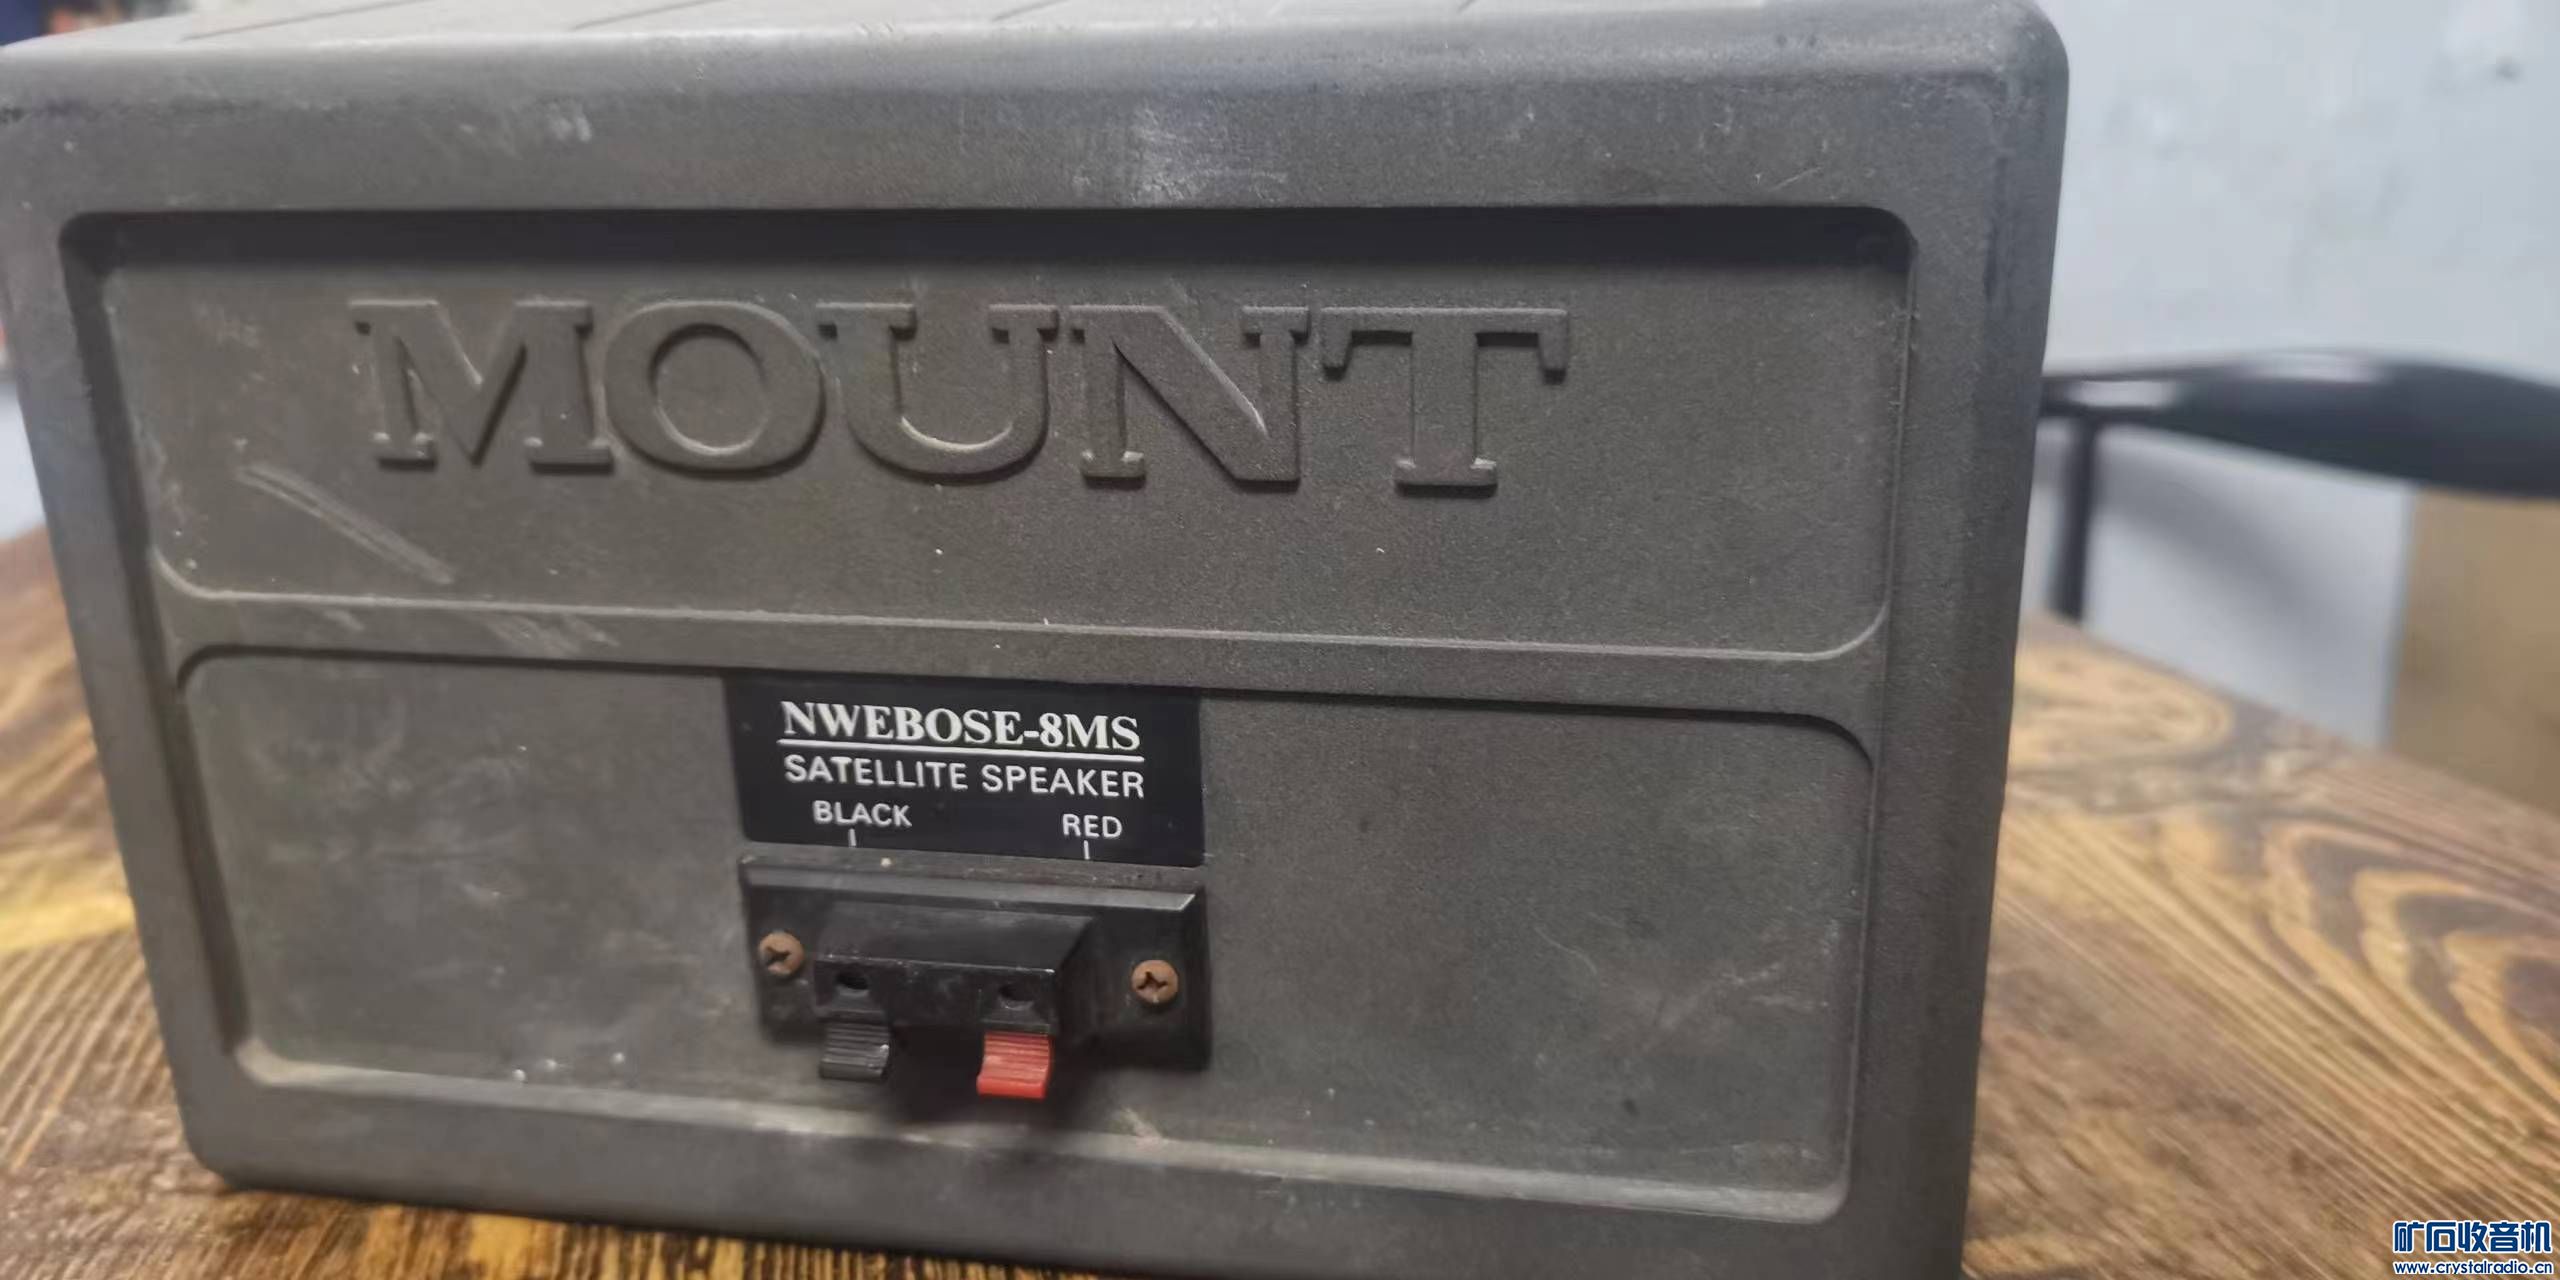 MOUNT
NWEBOSE-8MS
SATELLITE SPEAKER
BLACK RED
矿石收音机
www.crystalradio.cn